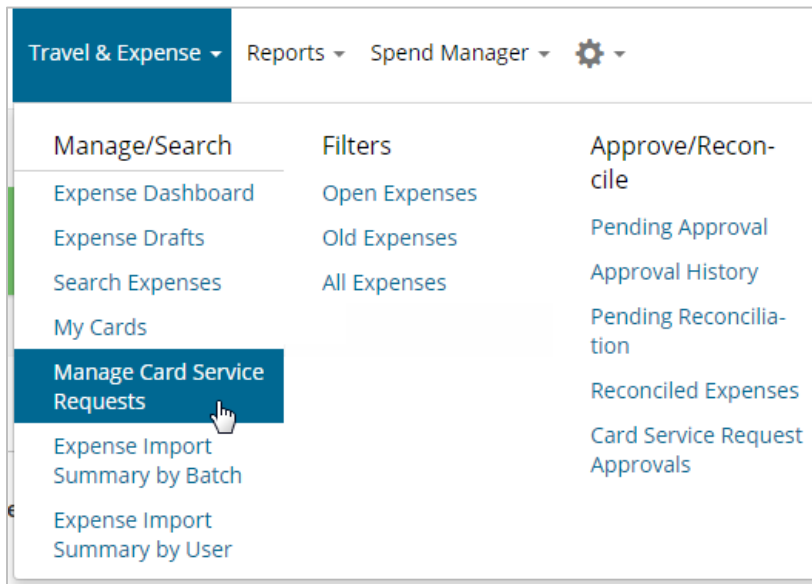 Travel & Expense Reports Spend Manager
Manage/Search
Expense Dashboard
Expense Drafts
Search Expenses
My Cards
Manage Card Service
Requests
Expense Import
Summary by Batch
Expense Import
Summary by User
Filters
Open Expenses
Old Expenses
All Expenses
Approve/Recon-
cile
Pending Approval
Approval History
Pending Reconcilia-
tion
Reconciled Expenses
Card Service Request
Approvals
e